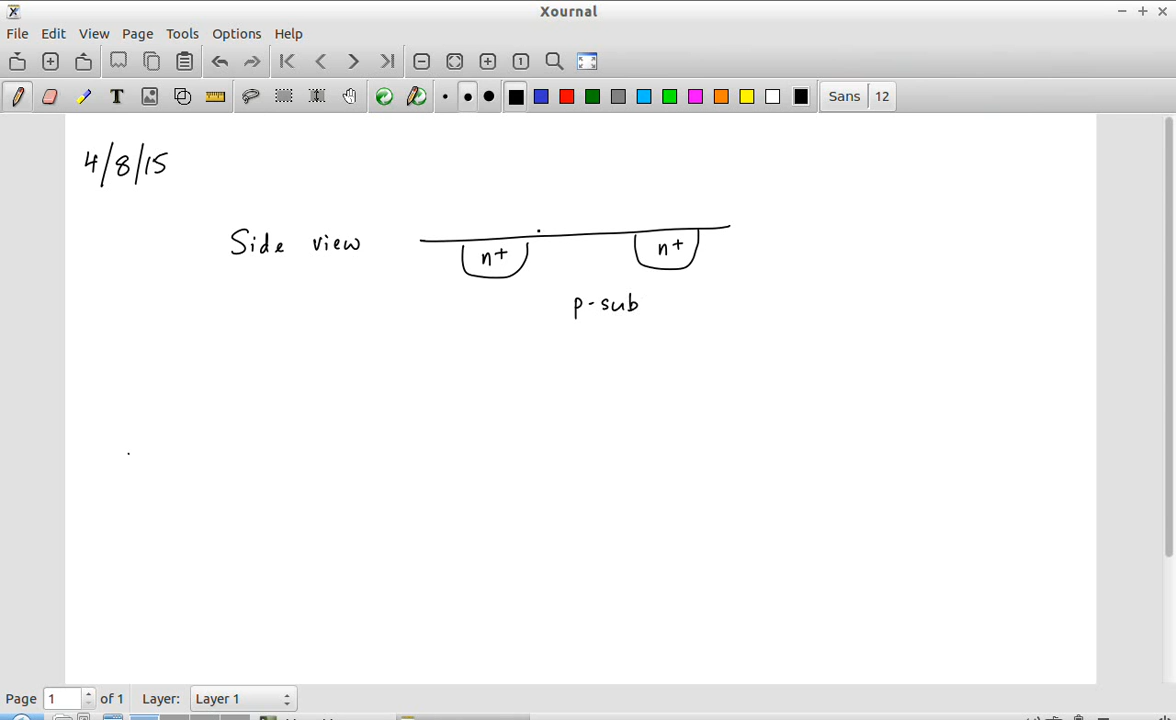 Xournal
File Edit View Page Tools Options Help
Sans 12
4/8/15
Side view
n+ n+
p-sub
Page 1 of 1 Layer: Layer 1